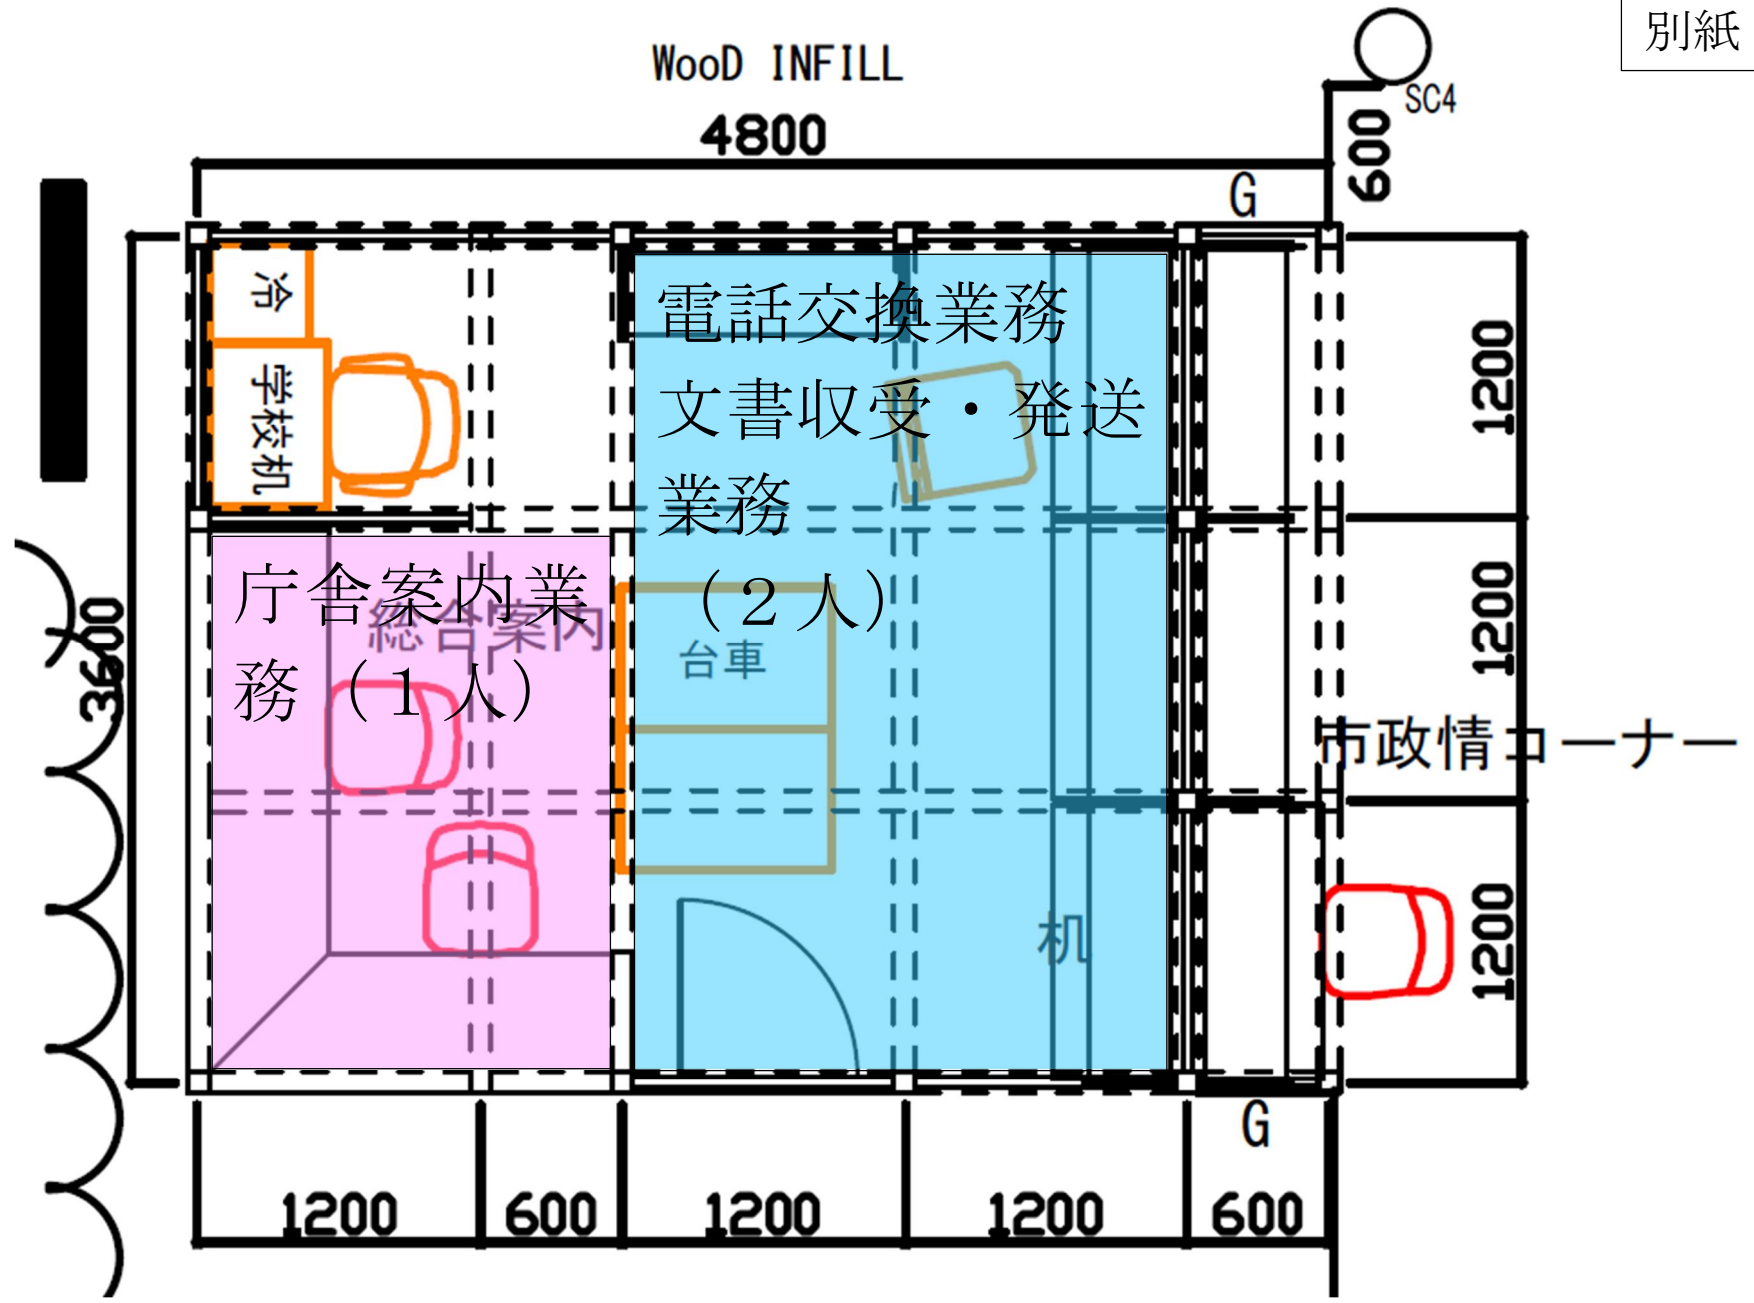 別紙
WooD INFILL
SC4
4800
600
G
冷
学校机
電話交換業務
文書収受・発送
業務
（２人）
庁舎案内業
務（１人）
総合案内
台車
机
市政情コーナー
3600
1200
1200
1200
G
1200
600
1200
1200
600